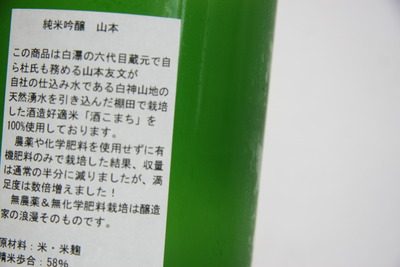 純米吟醸 山本
この商品は白瀑の六代目蔵元で自
ら杜氏も務める山本友文が
自社の仕込み水である白神山地の
天然湧水を引き込んだ棚田で栽培
した酒造好適米「酒こまち」を
100%使用しております。
農薬や化学肥料を使用せずに有
機肥料のみで栽培した結果、収量
は通常の半分に減りましたが、満
足度は数倍増えました！
無農薬＆無化学肥料栽培は醸造
家の浪漫そのものです。
原材料：米・米麹
精米歩合：58%